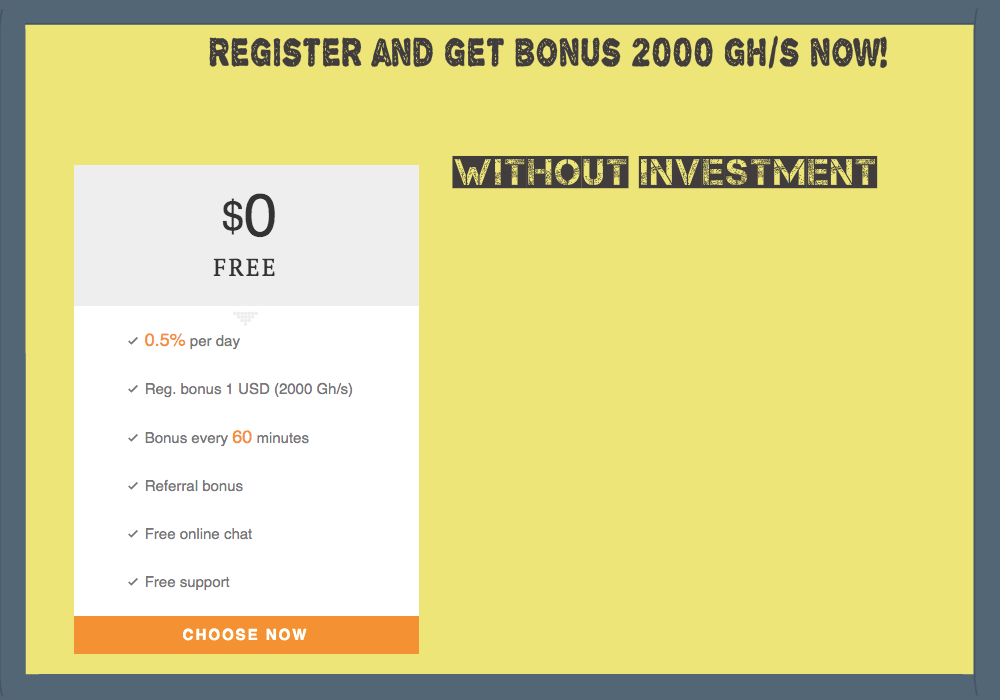 REGISTER AND GET BONUS 2000 GH/S NOW!
WITHOUT INVESTMENT
$0
FREE
0.5% per day
Reg. bonus 1 USD (2000 Gh/s)
Bonus every 60 minutes
Referral bonus
Free online chat
Free support
CHOOSE NOW